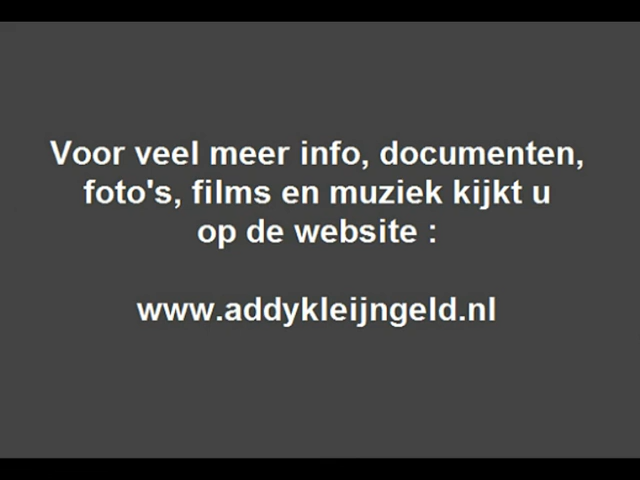 Voor veel meer info, documenten,
foto's, films en muziek kijkt u
op de website :
www.addykleijngeld.nl